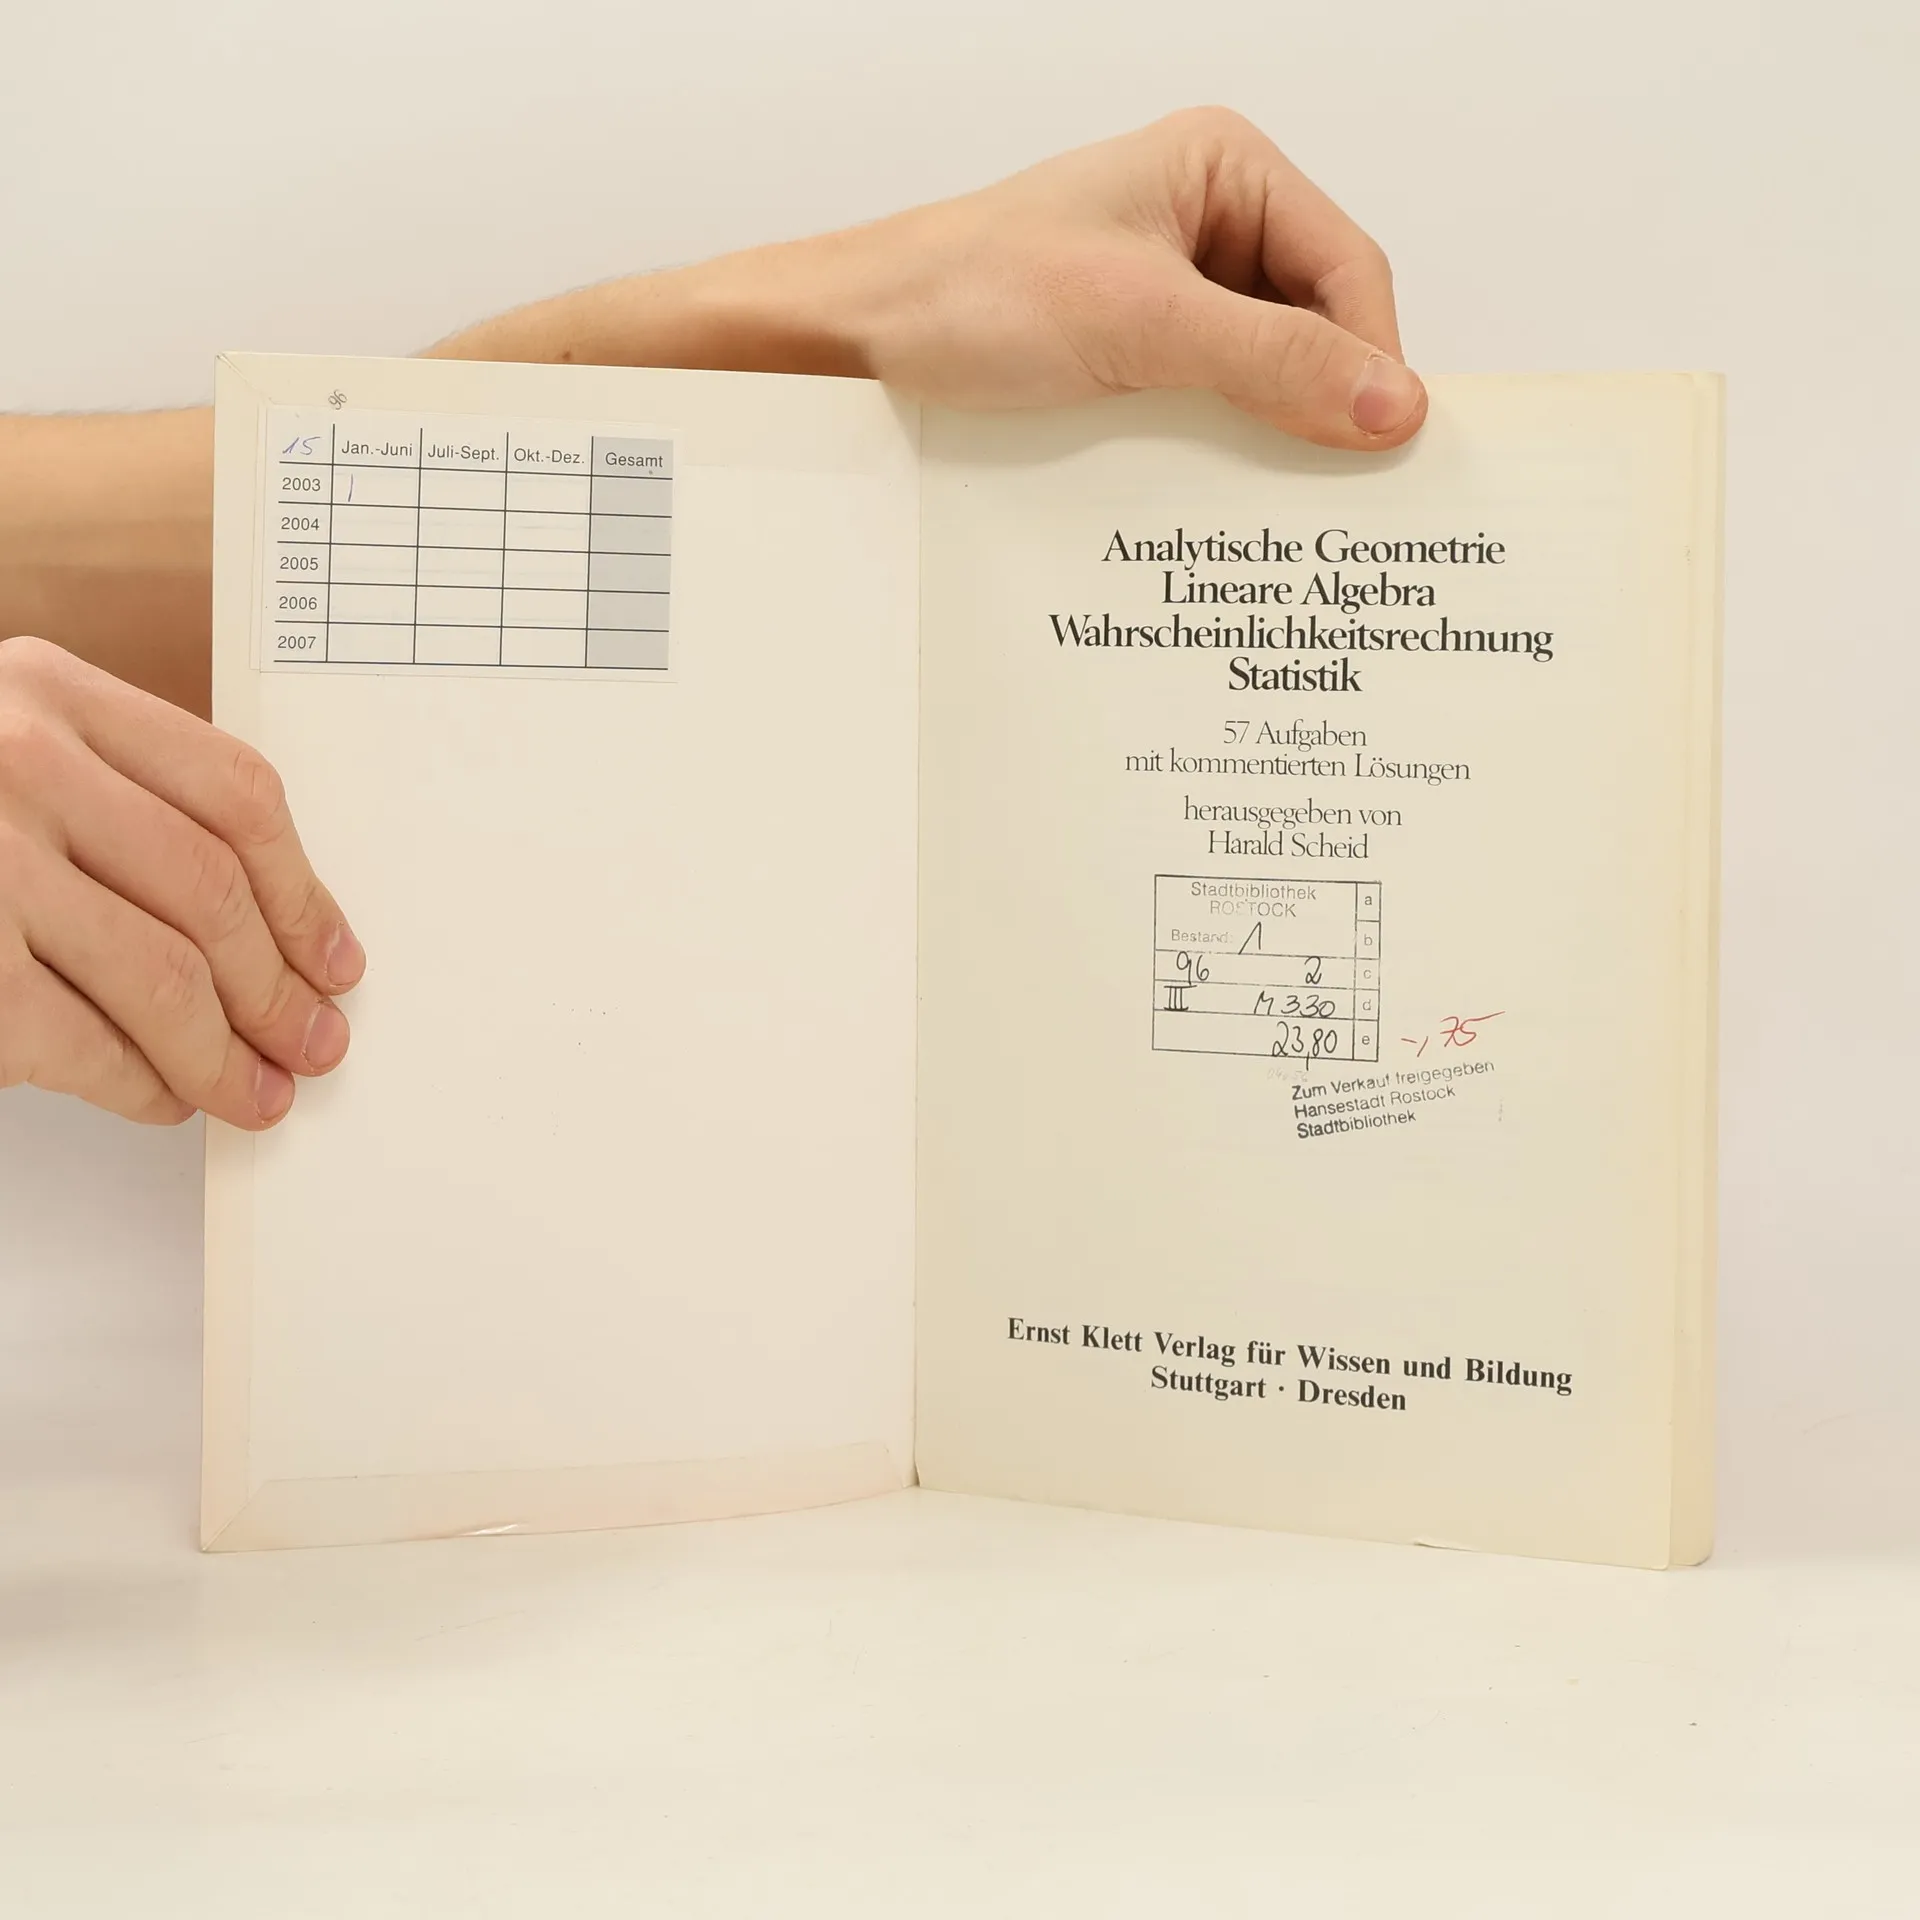 96
15 Jan.-Juni Juli-Sept. Okt.-Dez. Gesamt
2003 |
2004
2005
2006
2007
Analytische Geometrie
Lineare Algebra
Wahrscheinlichkeitsrechnung
Statistik
57 Aufgaben
mit kommentierten Lösungen
herausgegeben von
Harald Scheid
Stadtbibliothek a
ROSTOCK
Bestand: 1 b
96 2 c
III M 330 d
23,80 e
-,75
Zum Verkauf freigegeben
Hansestadt Rostock
Stadtbibliothek
Ernst Klett Verlag für Wissen und Bildung
Stuttgart · Dresden